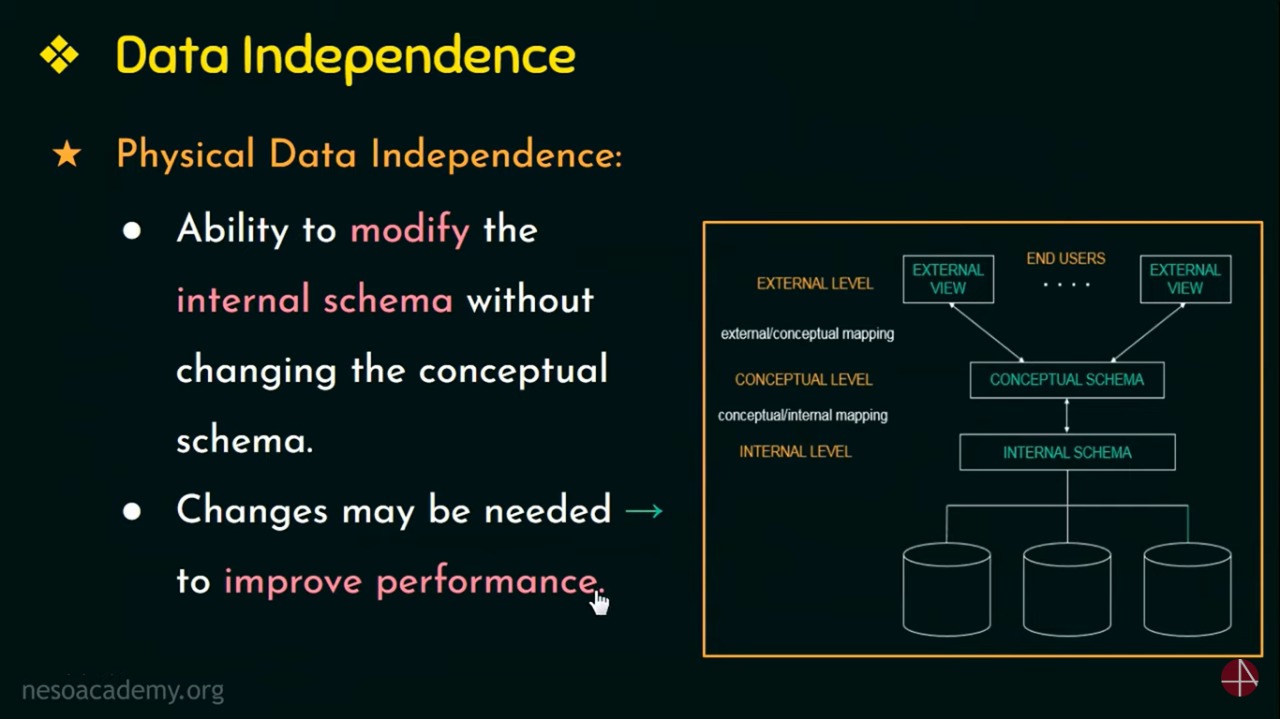 Data Independence
Physical Data Independence:
Ability to modify the
internal schema without
changing the conceptual
schema.
Changes may be needed →
to improve performance.
END USERS
EXTERNAL LEVEL
EXTERNAL
VIEW
. . . .
EXTERNAL
VIEW
external/conceptual mapping
CONCEPTUAL LEVEL
CONCEPTUAL SCHEMA
conceptual/internal mapping
INTERNAL LEVEL
INTERNAL SCHEMA
nesoacademy.org